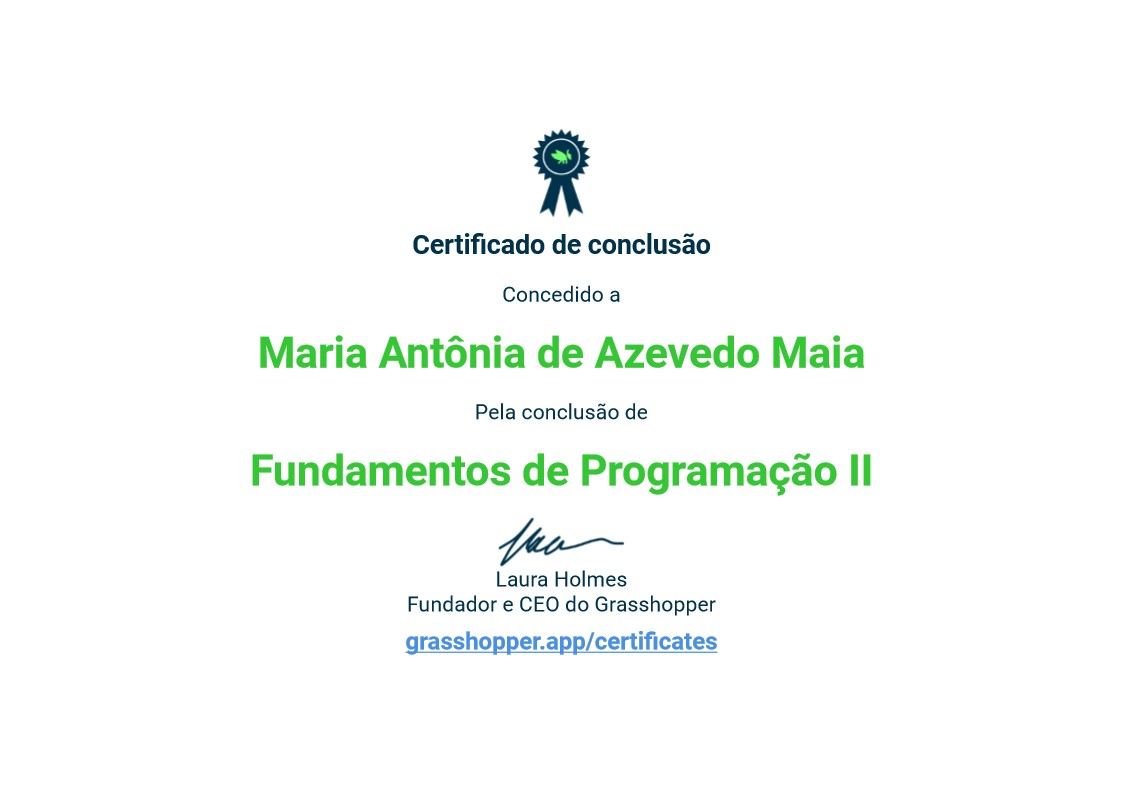 Certificado de conclusão
Concedido a
Maria Antônia de Azevedo Maia
Pela conclusão de
Fundamentos de Programação II
Laura Holmes
Fundador e CEO do Grasshopper
grasshopper.app/certificates